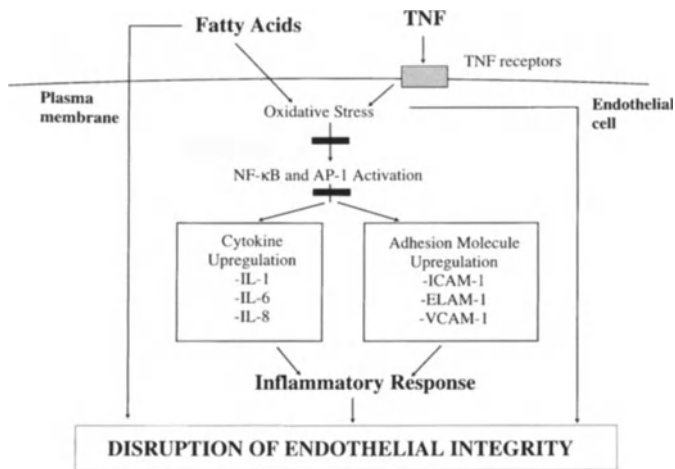 Fatty Acids
TNF
TNF receptors
Plasma
membrane
Endothelial
cell
Oxidative Stress
NF-κB and AP-1 Activation
Cytokine
Upregulation
-IL-1
-IL-6
-IL-8
Adhesion Molecule
Upregulation
-ICAM-1
-ELAM-1
-VCAM-1
Inflammatory Response
DISRUPTION OF ENDOTHELIAL INTEGRITY